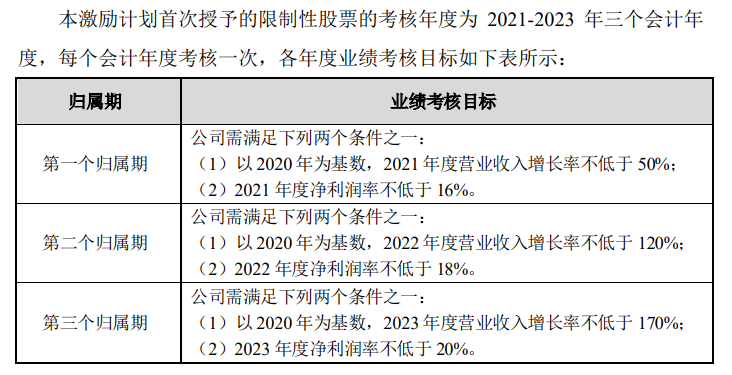 本激励计划首次授予的限制性股票的考核年度为 2021-2023 年三个会计年
度，每个会计年度考核一次，各年度业绩考核目标如下表所示：
归属期 业绩考核目标
公司需满足下列两个条件之一：
第一个归属期 （1）以 2020 年为基数，2021 年度营业收入增长率不低于 50%；
（2）2021 年度净利润率不低于 16%。
公司需满足下列两个条件之一：
第二个归属期 （1）以 2020 年为基数，2022 年度营业收入增长率不低于 120%；
（2）2022 年度净利润率不低于 18%。
公司需满足下列两个条件之一：
第三个归属期 （1）以 2020 年为基数，2023 年度营业收入增长率不低于 170%；
（2）2023 年度净利润率不低于 20%。